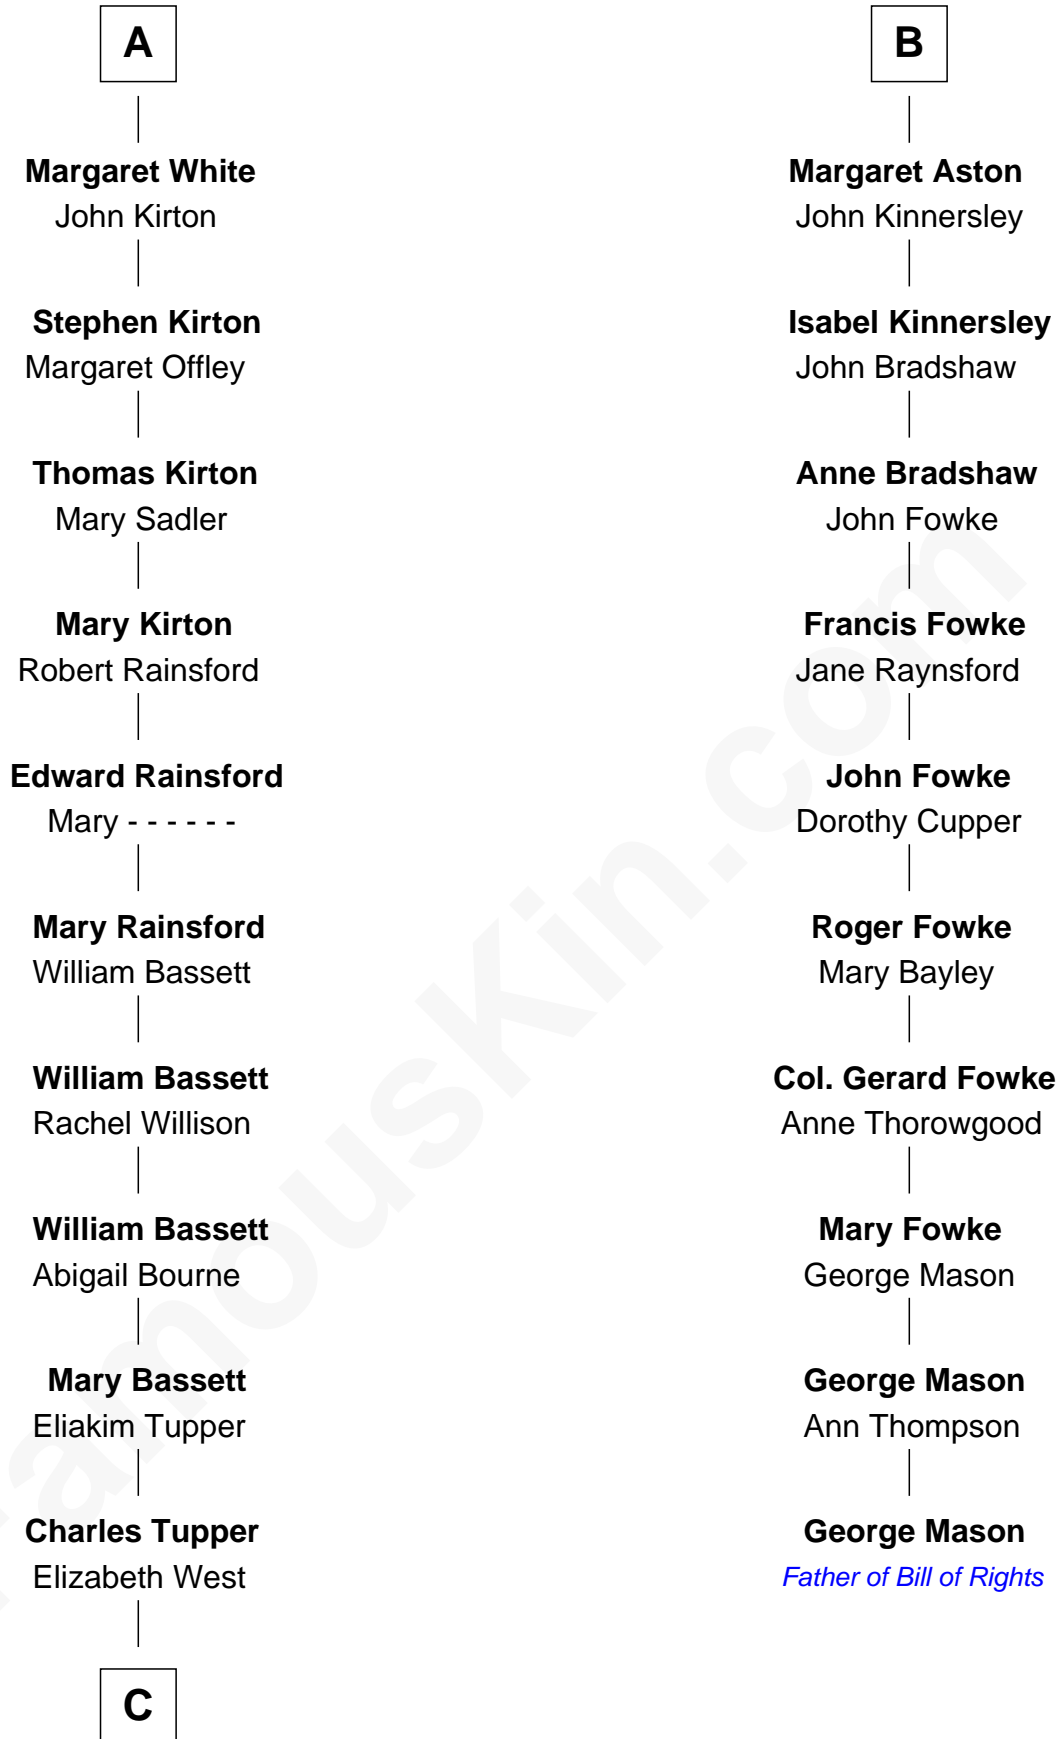 A
Margaret White
John Kirton
Stephen Kirton
Margaret Offley
Thomas Kirton
Mary Sadler
Mary Kirton
Robert Rainsford
Edward Rainsford
Mary - - - - - -
Mary Rainsford
William Bassett
William Bassett
Rachel Willison
William Bassett
Abigail Bourne
Mary Bassett
Eliakim Tupper
Charles Tupper
Elizabeth West
C
B
Margaret Aston
John Kinnersley
Isabel Kinnersley
John Bradshaw
Anne Bradshaw
John Fowke
Francis Fowke
Jane Raynsford
John Fowke
Dorothy Cupper
Roger Fowke
Mary Bayley
Col. Gerard Fowke
Anne Thorowgood
Mary Fowke
George Mason
George Mason
Ann Thompson
George Mason
Father of Bill of Rights
FamousKin.com